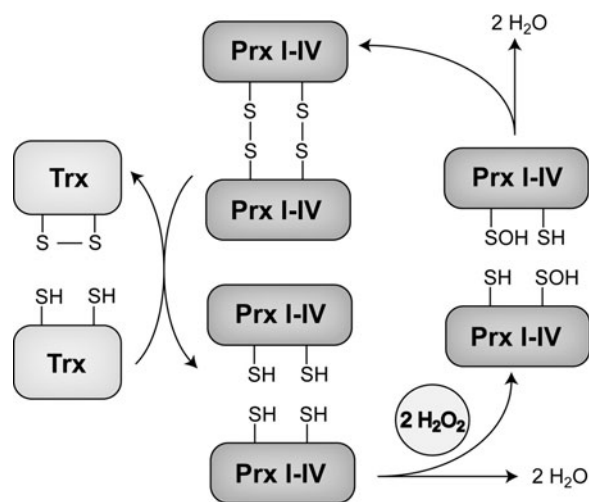 Prx I-IV
S S
S S
Prx I-IV
Trx
S — S
SH SH
Trx
Prx I-IV
SH SH
SH SH
Prx I-IV
2 H₂O
Prx I-IV
SOH SH
SH SOH
Prx I-IV
2 H₂O₂
2 H₂O